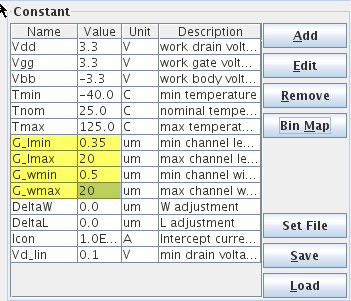 Constant
Name Value Unit Description
Vdd 3.3 V work drain volt...
Vgg 3.3 V work gate voltage...
Vbb -3.3 V work body volt...
Tmin -40.0 C min temperature
Tnom 25.0 C nominal tempe...
Tmax 125.0 C max temperat...
G_lmin 0.35 um min channel le...
G_lmax 20 um max channel le...
G_wmin 0.5 um min channel wi...
G_wmax 20 um max channel w...
DeltaW 0.0 um W adjustment
DeltaL 0.0 um L adjustment
Icon 1.0E... A Intercept curre...
Vd_lin 0.1 V min drain volta...
Add
Edit
Remove
Bin Map
Set File
Save
Load